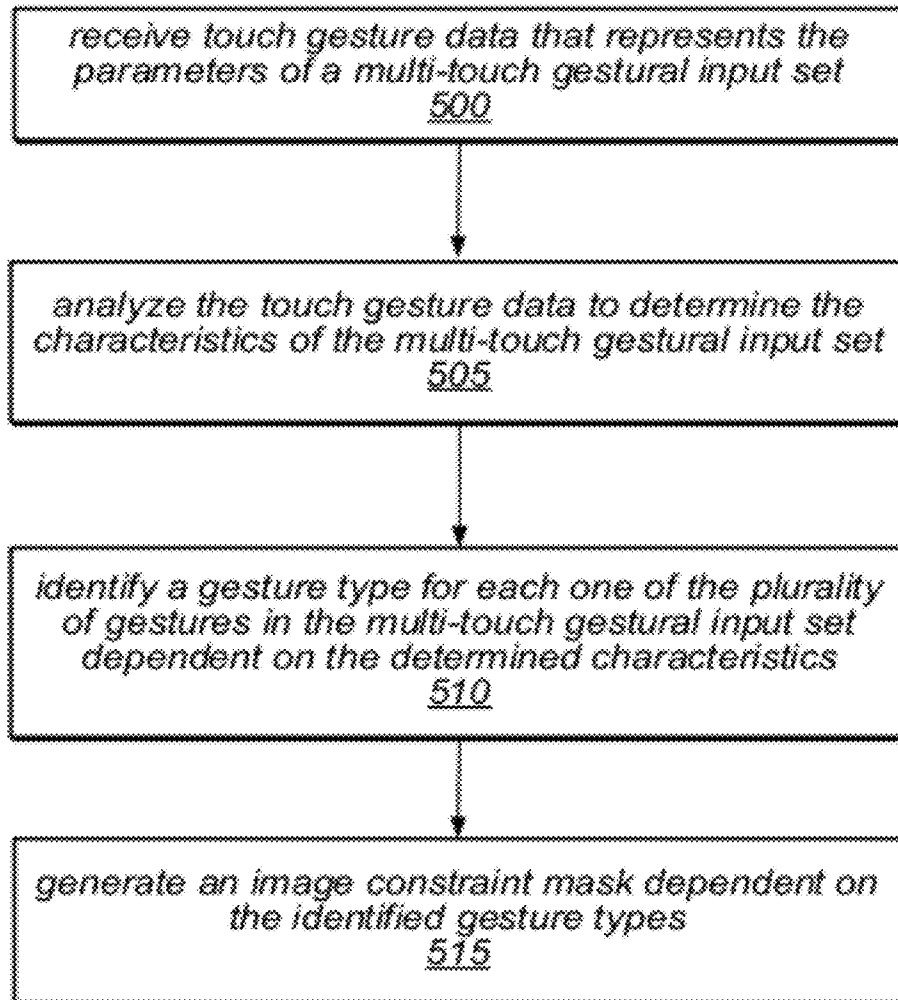 receive touch gesture data that represents the
parameters of a multi-touch gestural input set
500
analyze the touch gesture data to determine the
characteristics of the multi-touch gestural input set
505
identify a gesture type for each one of the plurality
of gestures in the multi-touch gestural input set
dependent on the determined characteristics
510
generate an image constraint mask dependent on
the identified gesture types
515